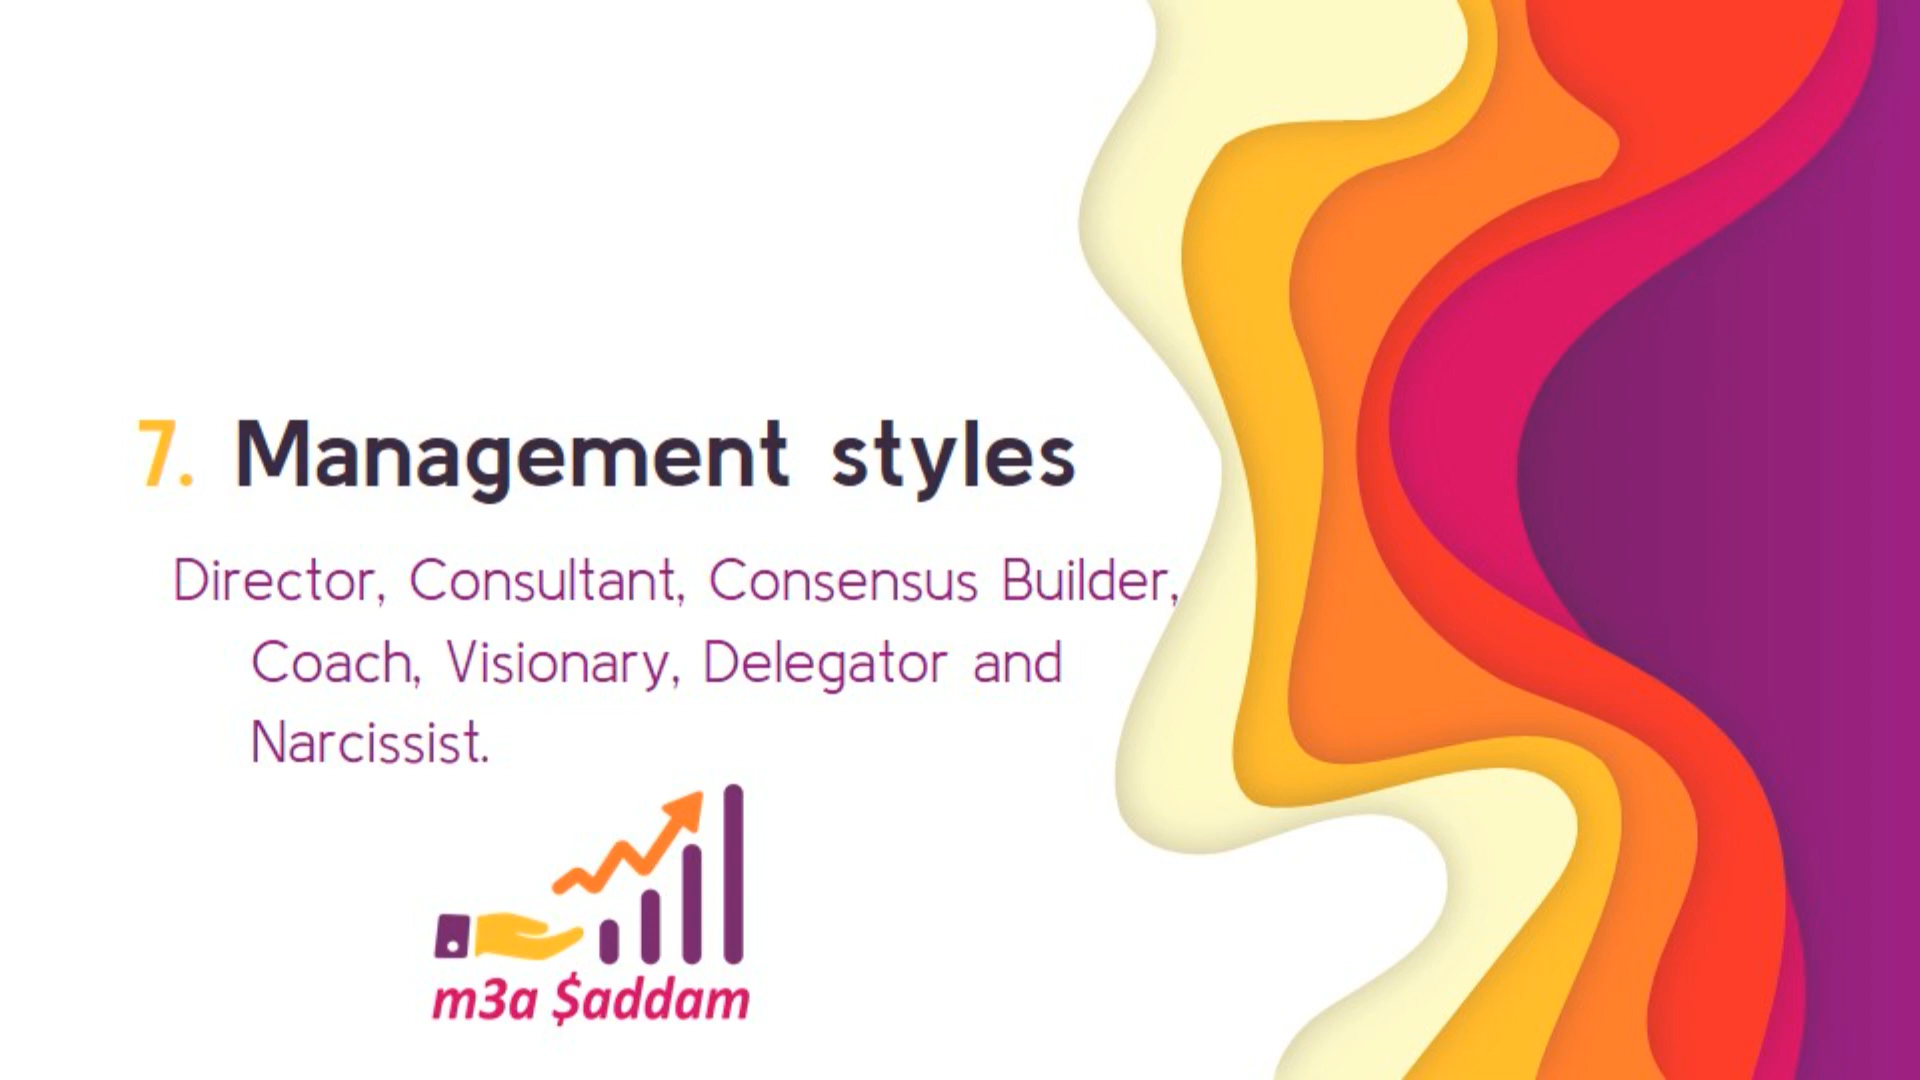 7. Management styles
Director, Consultant, Consensus Builder,
Coach, Visionary, Delegator and
Narcissist.
m3a $addam